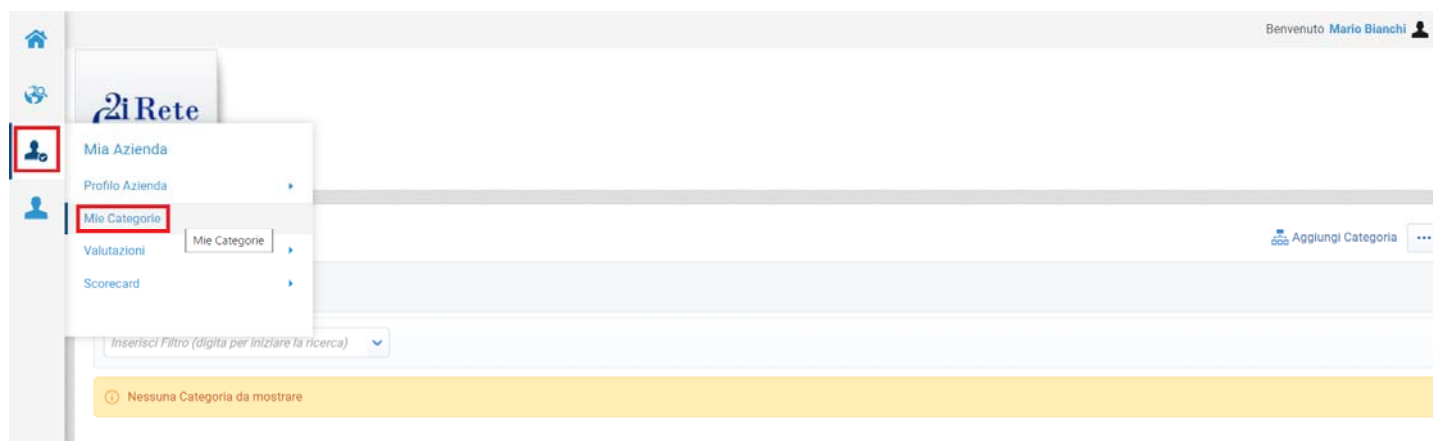 Benvenuto Mario Bianchi
2i Rete
Mia Azienda
Profilo Azienda
Mie Categorie
Mie Categorie
Aggiungi Categoria
Valutazioni
Scorecard
Inserisci Filtro (digita per iniziare la ricerca)
Nessuna Categoria da mostrare